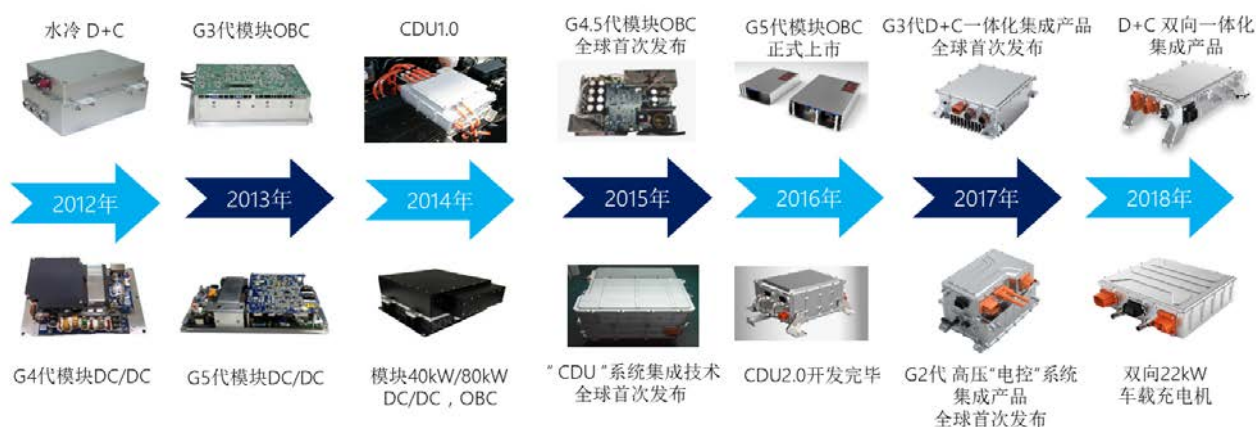 水冷 D+C
G3代模块OBC
CDU1.0
G4.5代模块OBC
全球首次发布
G5代模块OBC
正式上市
G3代D+C一体化集成产品
全球首次发布
D+C 双向一体化
集成产品
2012年
2013年
2014年
2015年
2016年
2017年
2018年
G4代模块DC/DC
G5代模块DC/DC
模块40kW/80kW
DC/DC，OBC
“ CDU ”系统集成技术
全球首次发布
CDU2.0开发完毕
G2代 高压“电控”系统
集成产品
全球首次发布
双向22kW
车载充电机